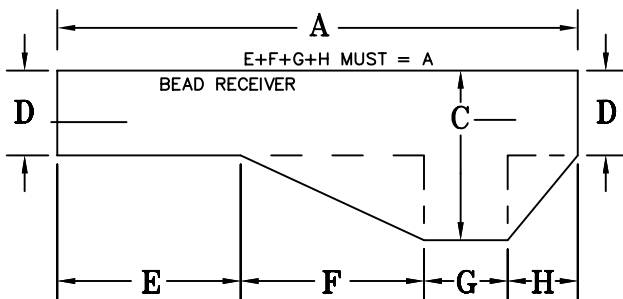 A
E+F+G+H MUST = A
BEAD RECEIVER
D
C
D
E
F
G
H